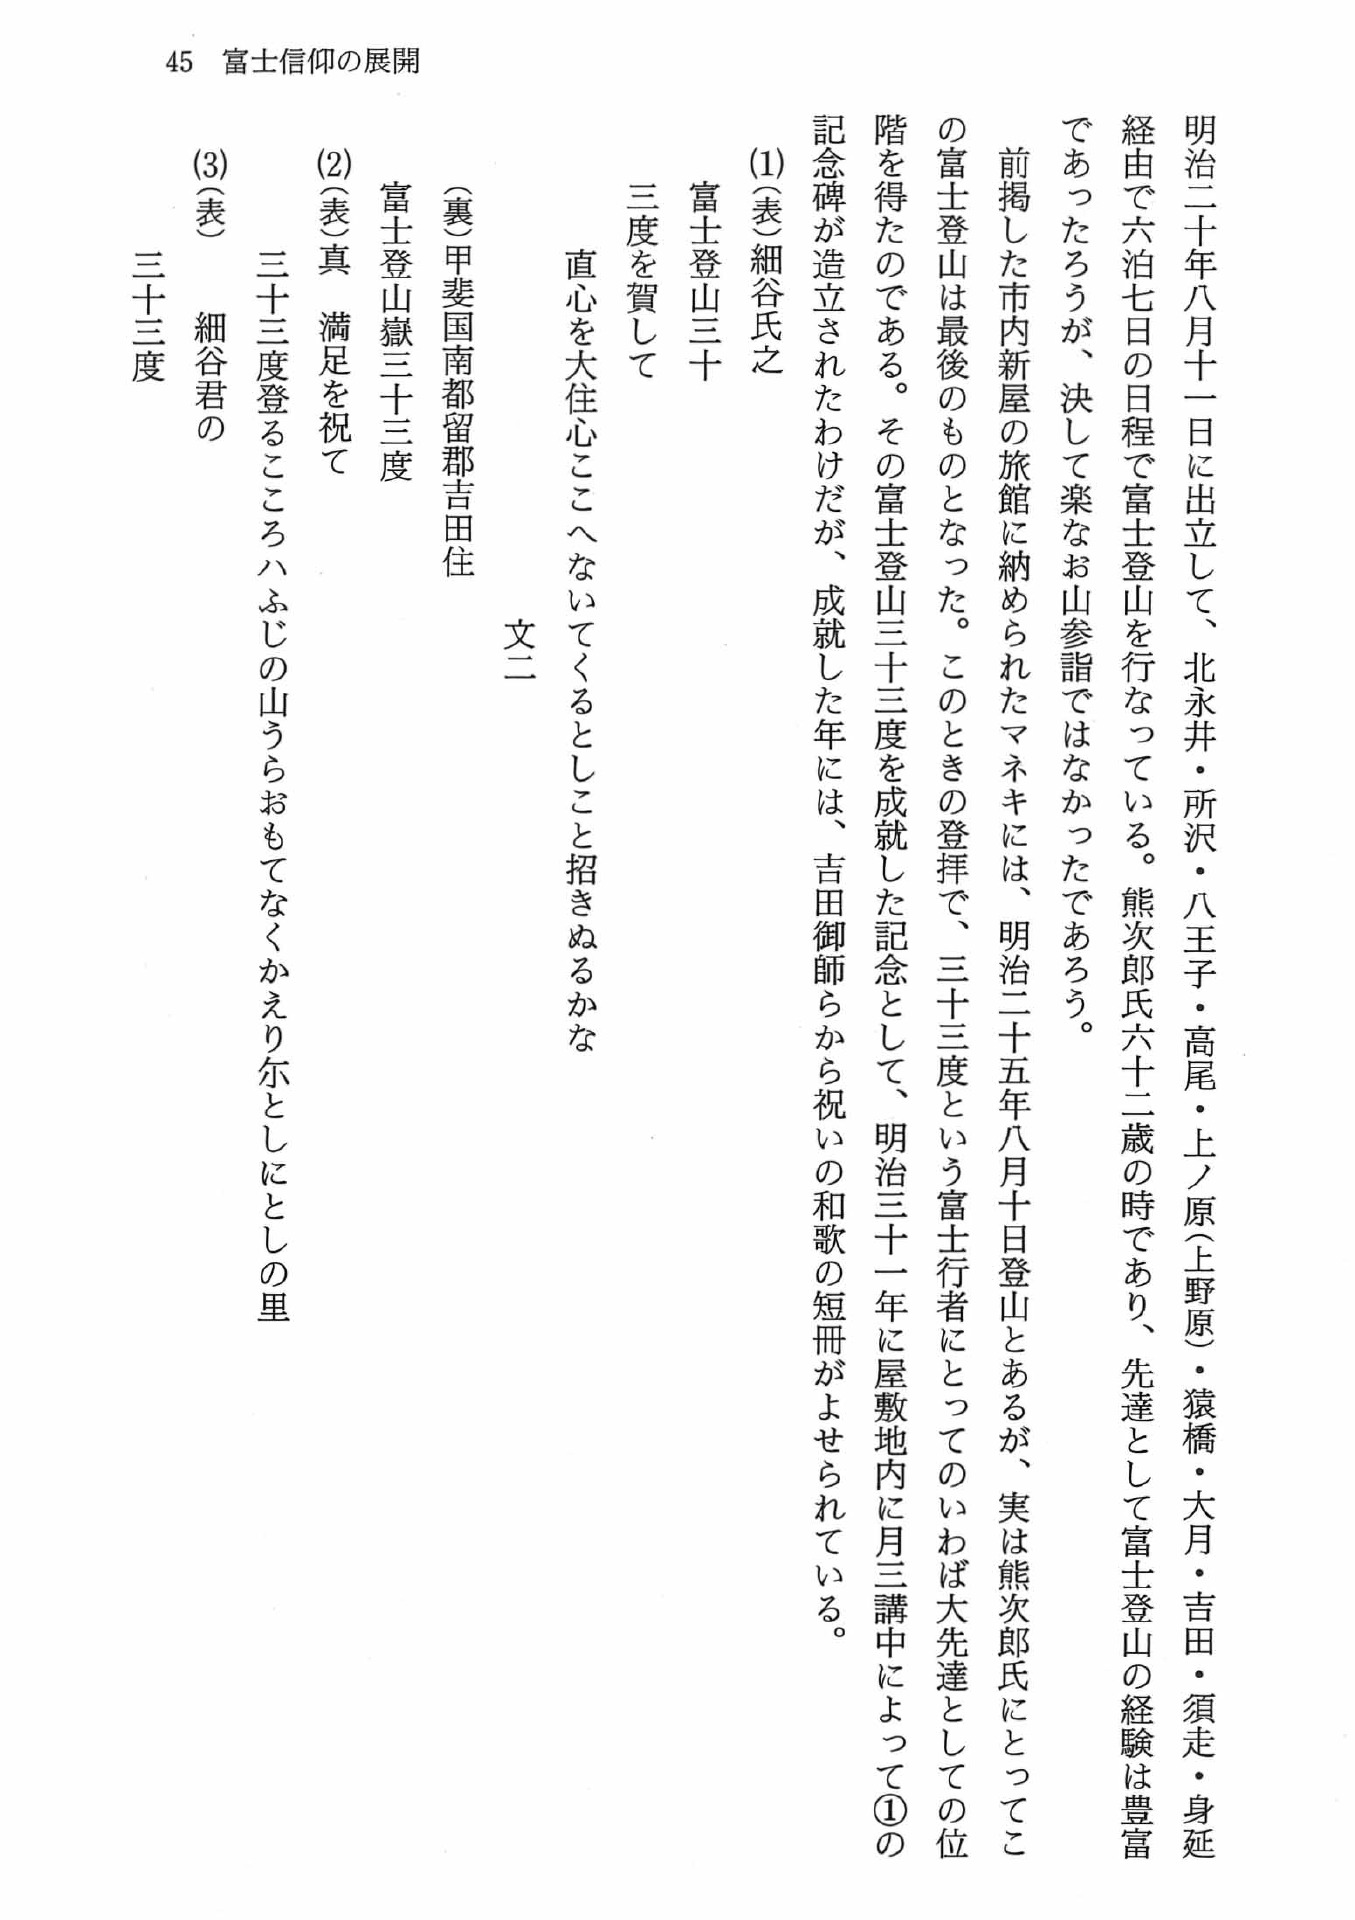 45　富士信仰の展開
明治二十年八月十一日に出立して、北永井・所沢・八王子・高尾・上ノ原（上野原）・猿橋・大月・吉田・須走・身延
経由で六泊七日の日程で富士登山を行なっている。熊次郎氏六十二歳の時であり、先達として富士登山の経験は豊富
であったろうが、決して楽なお山参詣ではなかったであろう。
　前掲した市内新屋の旅館に納められたマネキには、明治二十五年八月十日登山とあるが、実は熊次郎氏にとってこ
の富士登山は最後のものとなった。このときの登拝で、三十三度という富士行者にとってのいわば大先達としての位
階を得たのである。その富士登山三十三度を成就した記念として、明治三十一年に屋敷地内に月三講中によって①の
記念碑が造立されたわけだが、成就した年には、吉田御師らから祝いの和歌の短冊がよせられている。
(1)（表）細谷氏之
富士登山三十
三度を賀して
直心を大住心ここへないてくるとしこと招きぬるかな
文二
（裏）甲斐国南都留郡吉田住
富士登山嶽三十三度
(2)（表）真　満足を祝て
三十三度登るこころハふじの山うらおもてなくかえり尓としにとしの里
(3)（表）　細谷君の
三十三度